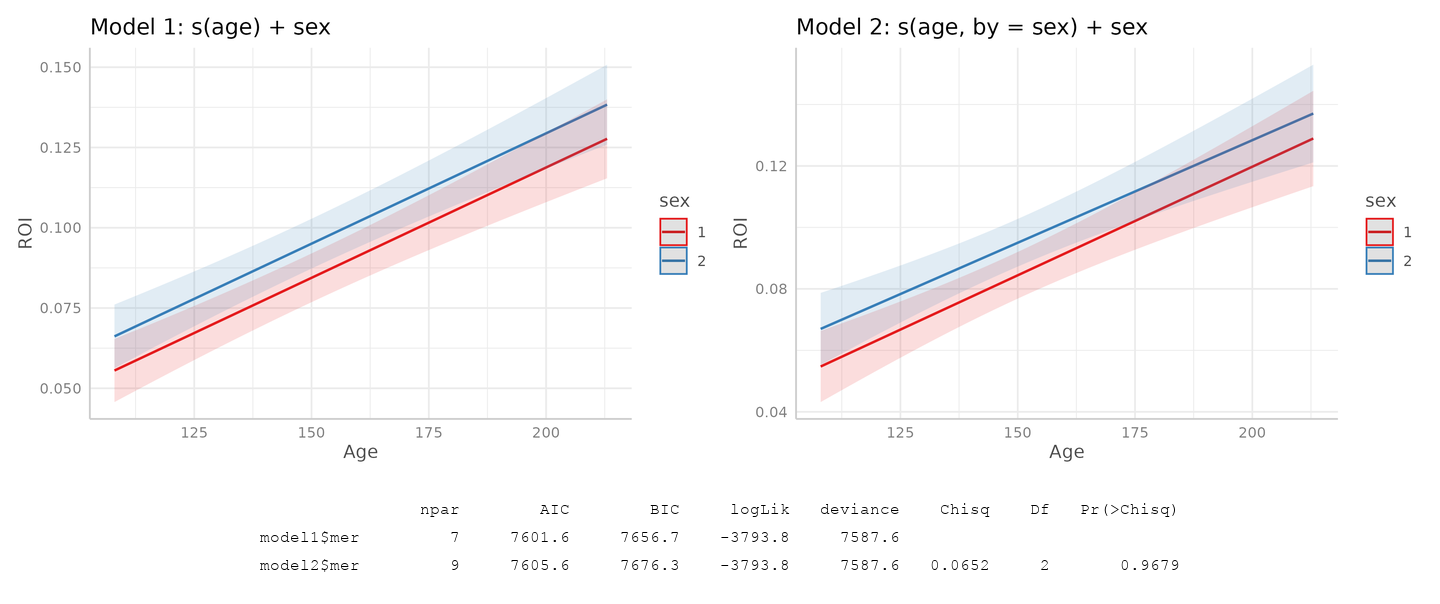 Model 1: s(age) + sex
0.150
0.125
0.100
0.075
0.050
ROI
125 150 175 200
Age
sex
1
2
Model 2: s(age, by = sex) + sex
0.12
0.08
0.04
ROI
125 150 175 200
Age
sex
1
2
npar AIC BIC logLik deviance Chisq Df Pr(>Chisq)
model1$mer 7 7601.6 7656.7 -3793.8 7587.6
model2$mer 9 7605.6 7676.3 -3793.8 7587.6 0.0652 2 0.9679